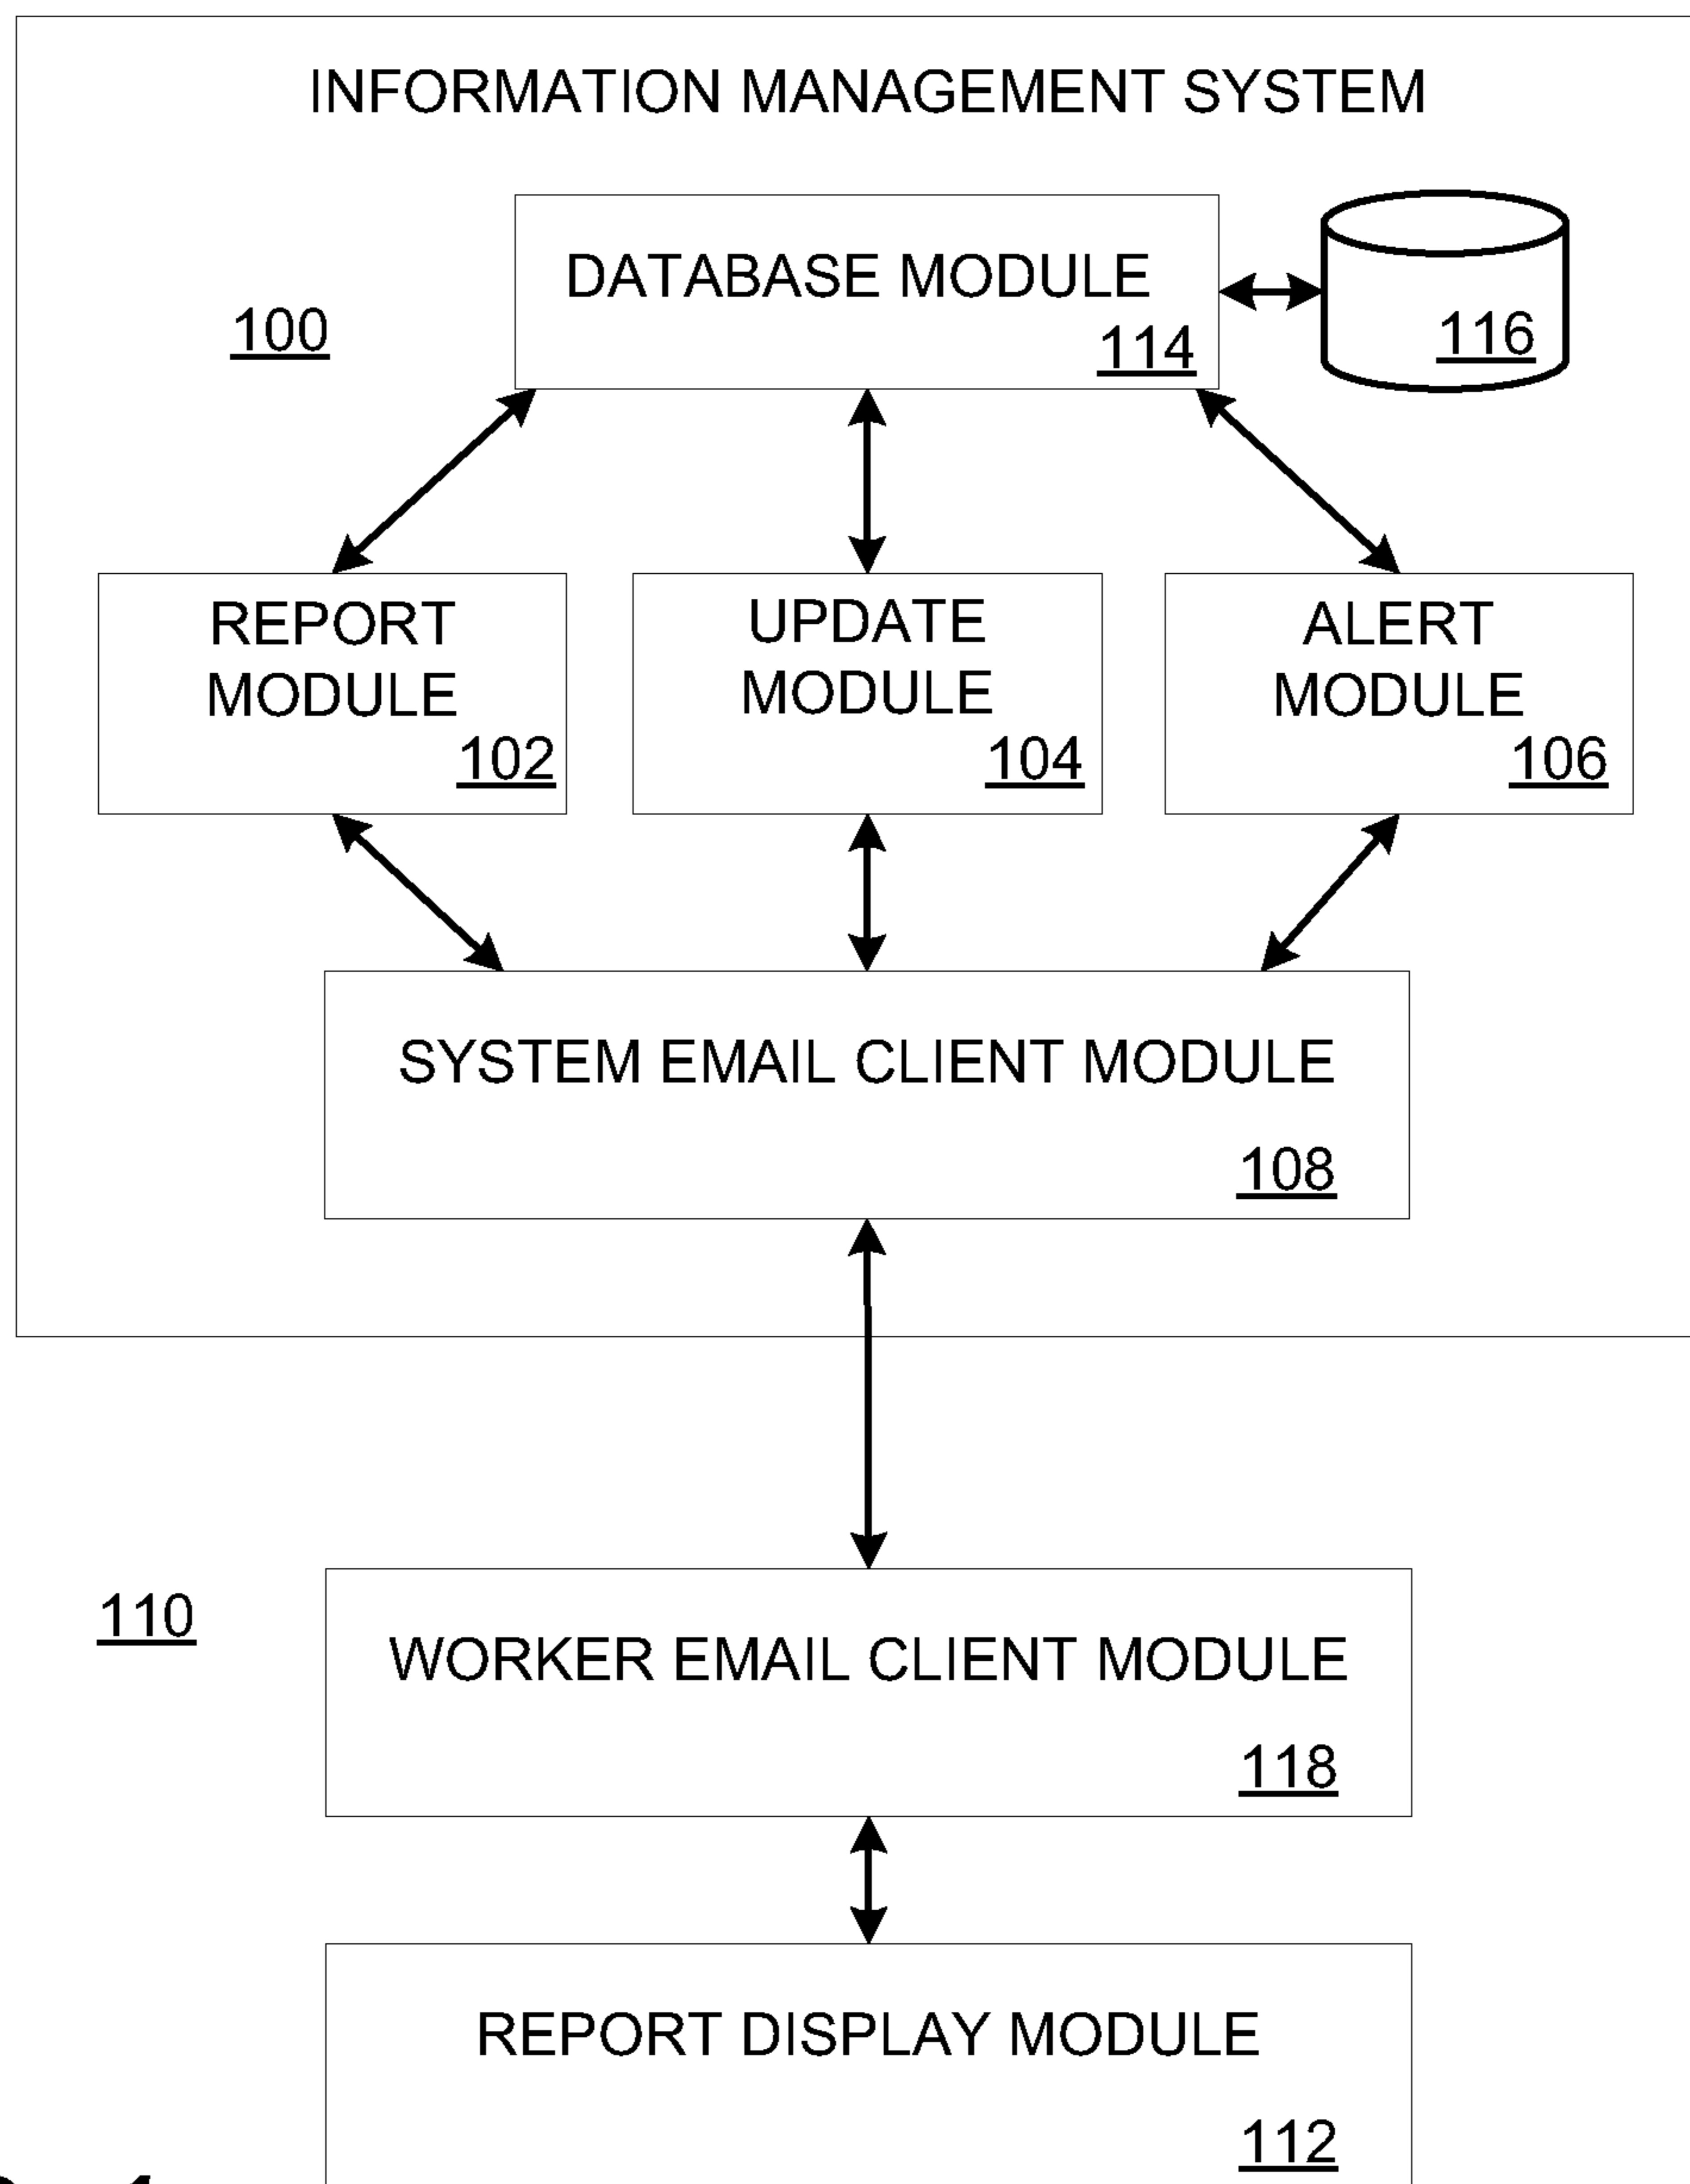 INFORMATION MANAGEMENT SYSTEM
DATABASE MODULE
114
116
100
REPORT
MODULE
102
UPDATE
MODULE
104
ALERT
MODULE
106
SYSTEM EMAIL CLIENT MODULE
108
110
WORKER EMAIL CLIENT MODULE
118
REPORT DISPLAY MODULE
112